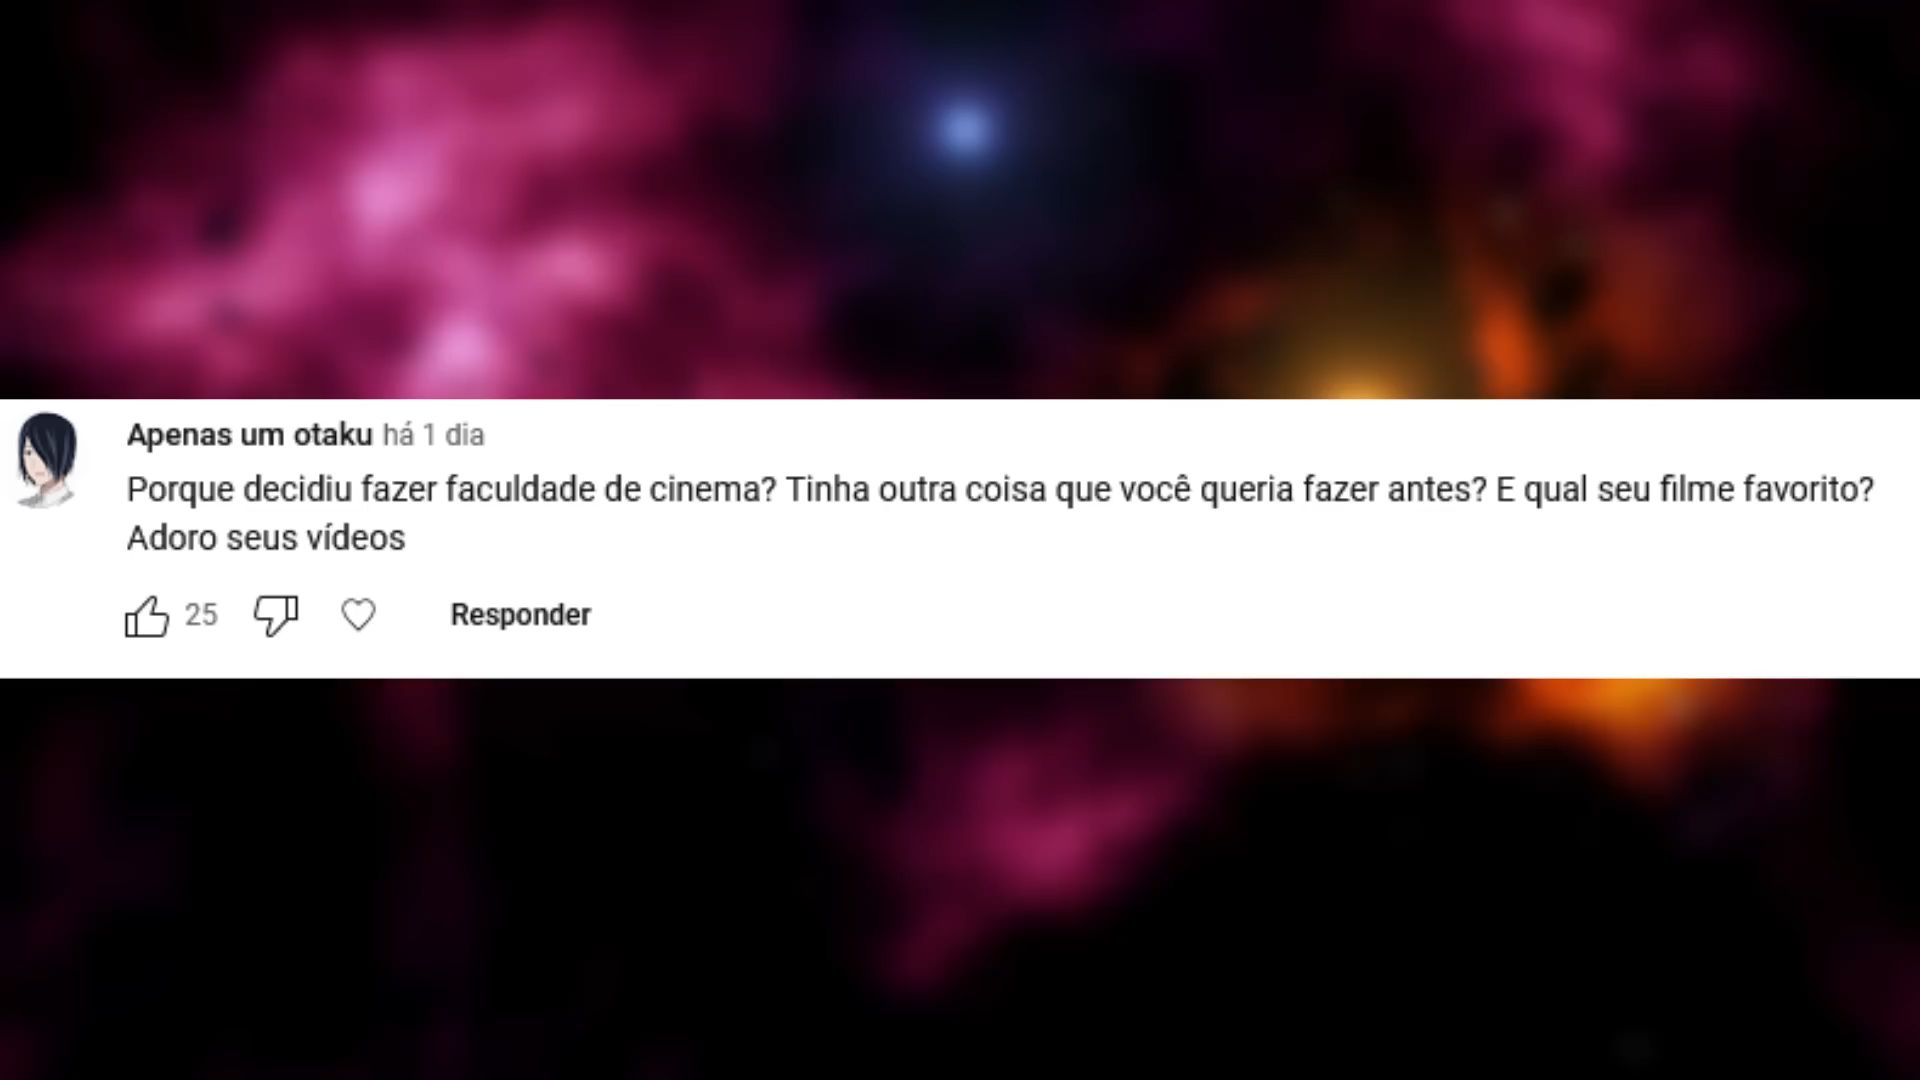 Apenas um otaku há 1 dia
Porque decidiu fazer faculdade de cinema? Tinha outra coisa que você queria fazer antes? E qual seu filme favorito?
Adoro seus vídeos
25 Responder